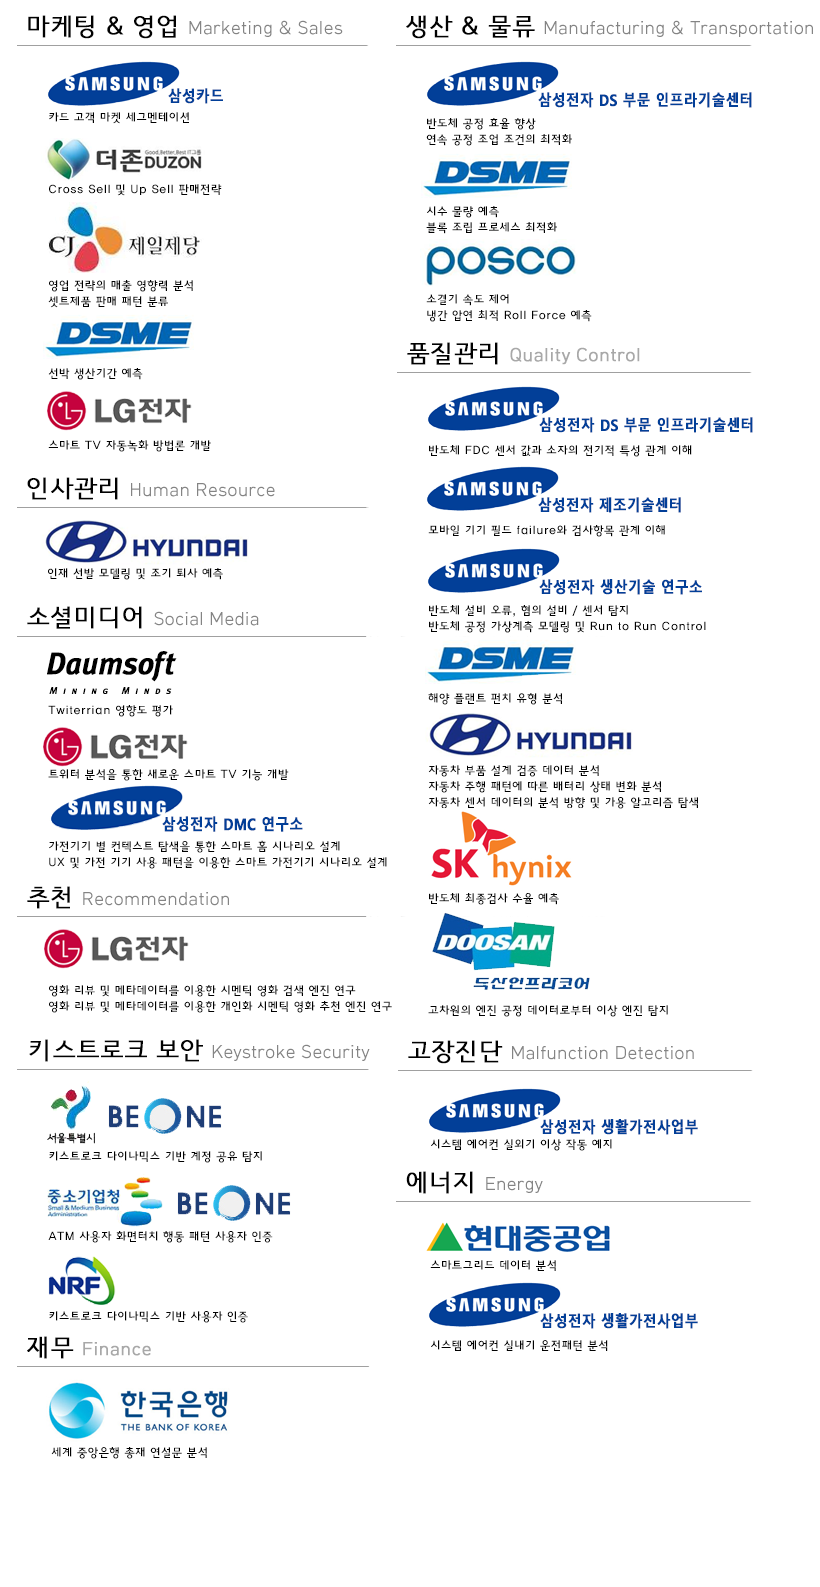 마케팅 & 영업 Marketing & Sales
SAMSUNG
삼성카드
카드 고객 마켓 세그멘테이션
Good, Better, Best IT그룹
더존DUZON
Cross Sell 및 Up Sell 판매전략
CJ 제일제당
영업 전략의 매출 영향력 분석
셋트제품 판매 패턴 분류
DSME
선박 생산기간 예측
LG전자
스마트 TV 자동녹화 방법론 개발
인사관리 Human Resource
HYUNDAI
인재 선발 모델링 및 조기 퇴사 예측
소셜미디어 Social Media
Daumsoft
MINING MINDS
Twiterrian 영향도 평가
LG전자
트위터 분석을 통한 새로운 스마트 TV 기능 개발
SAMSUNG
삼성전자 DMC 연구소
가전기기 별 컨텍스트 탐색을 통한 스마트 홈 시나리오 설계
UX 및 가전 기기 사용 패턴을 이용한 스마트 가전기기 시나리오 설계
추천 Recommendation
LG전자
영화 리뷰 및 메타데이터를 이용한 시멘틱 영화 검색 엔진 연구
영화 리뷰 및 메타데이터를 이용한 개인화 시멘틱 영화 추천 엔진 연구
키스트로크 보안 Keystroke Security
서울특별시
BEONE
키스트로크 다이나믹스 기반 계정 공유 탐지
중소기업청
Small & Medium Business
Administration
BEONE
ATM 사용자 화면터치 행동 패턴 사용자 인증
NRF
키스트로크 다이나믹스 기반 사용자 인증
재무 Finance
한국은행
THE BANK OF KOREA
세계 중앙은행 총재 연설문 분석
생산 & 물류 Manufacturing & Transportation
SAMSUNG
삼성전자 DS 부문 인프라기술센터
반도체 공정 효율 향상
연속 공정 조업 조건의 최적화
DSME
시수 물량 예측
블록 조립 프로세스 최적화
posco
소결기 속도 제어
냉간 압연 최적 Roll Force 예측
품질관리 Quality Control
SAMSUNG
삼성전자 DS 부문 인프라기술센터
반도체 FDC 센서 값과 소자의 전기적 특성 관계 이해
SAMSUNG
삼성전자 제조기술센터
모바일 기기 필드 failure와 검사항목 관계 이해
SAMSUNG
삼성전자 생산기술 연구소
반도체 설비 오류, 혐의 설비 / 센서 탐지
반도체 공정 가상계측 모델링 및 Run to Run Control
DSME
해양 플랜트 펀치 유형 분석
HYUNDAI
자동차 부품 설계 검증 데이터 분석
자동차 주행 패턴에 따른 배터리 상태 변화 분석
자동차 센서 데이터의 분석 방향 및 가용 알고리즘 탐색
SK hynix
반도체 최종검사 수율 예측
DOOSAN
두산인프라코어
고차원의 엔진 공정 데이터로부터 이상 엔진 탐지
고장진단 Malfunction Detection
SAMSUNG
삼성전자 생활가전사업부
시스템 에어컨 실외기 이상 작동 예지
에너지 Energy
현대중공업
스마트그리드 데이터 분석
SAMSUNG
삼성전자 생활가전사업부
시스템 에어컨 실내기 운전패턴 분석